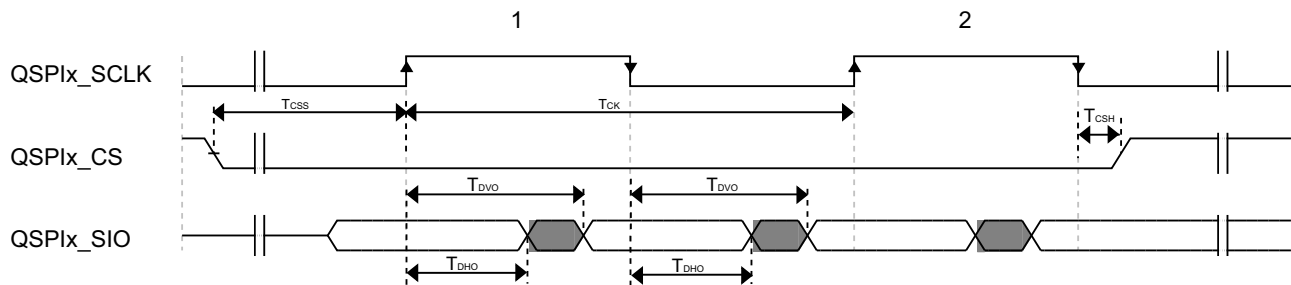 1 2
QSPIx_SCLK
TCSS TCK
TCSH
QSPIx_CS
TDVO TDVO
QSPIx_SIO
TDHO TDHO